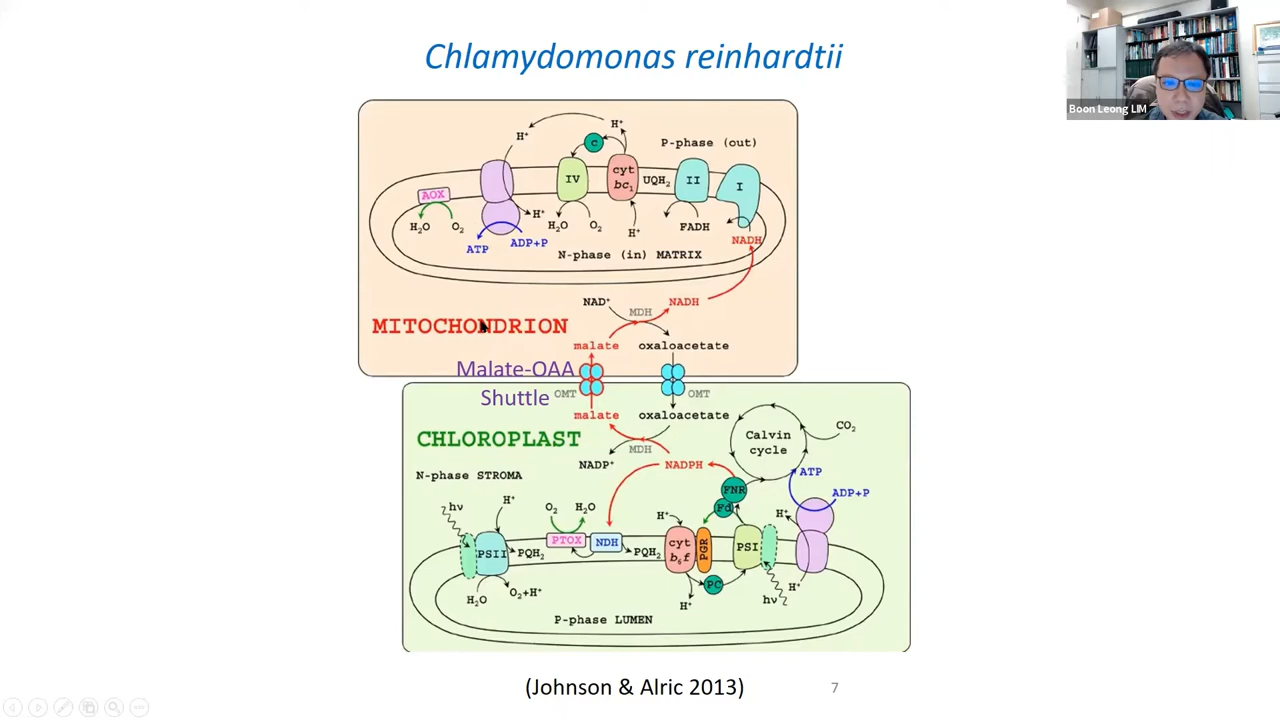 Chlamydomonas reinhardtii
Boon Leong LIM
H⁺
H⁺
c
P-phase (out)
cyt
bc₁
IV
UQH₂
II
I
AOX
H₂O
O₂
H⁺
H₂O
O₂
H⁺
FADH
NADH
ATP
ADP+P
N-phase (in) MATRIX
NAD⁺
NADH
MDH
MITOCHONDRION
malate
oxaloacetate
Malate-OAA
Shuttle
OMT
OMT
malate
oxaloacetate
CHLOROPLAST
MDH
Calvin
cycle
CO₂
NADP⁺
NADPH
ATP
N-phase STROMA
FNR
ADP+P
hν
H⁺
O₂
H₂O
Fd
H⁺
H⁺
PTOX
NDH
cyt
b₆f
PGR
PSI
PSII
PQH₂
PQH₂
PC
H₂O
O₂+H⁺
H⁺
hν
H⁺
P-phase LUMEN
(Johnson & Alric 2013)
7